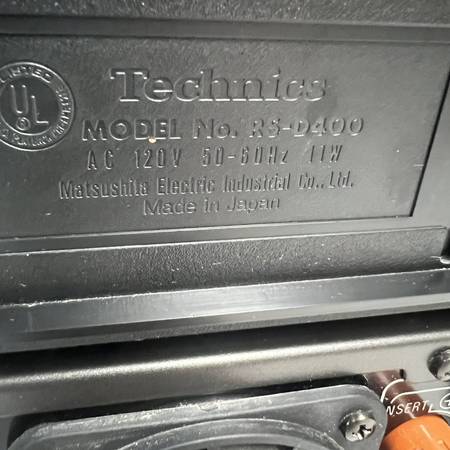 LISTED
UL
Technics
MODEL No. RS-D400
AC 120V 50-60Hz 11W
Matsushita Electric Industrial Co., Ltd.
Made in Japan
INSERT